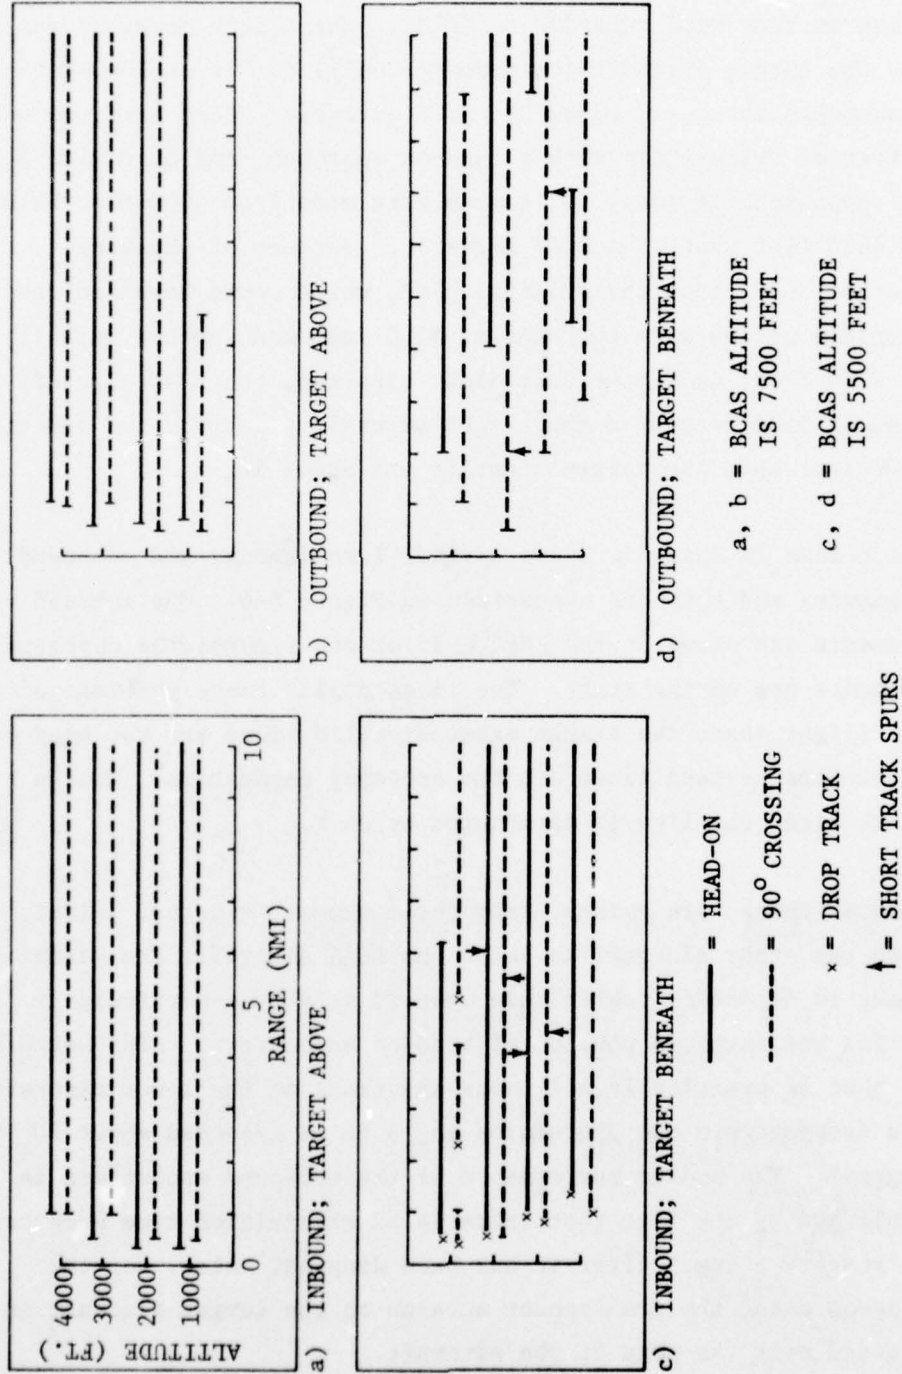 ALTITUDE (FT.)
4000
3000
2000
1000
0
5
10
RANGE (NMI)
a) INBOUND; TARGET ABOVE
b) OUTBOUND; TARGET ABOVE
c) INBOUND; TARGET BENEATH
d) OUTBOUND; TARGET BENEATH
= HEAD-ON
= 90° CROSSING
x = DROP TRACK
= SHORT TRACK SPURS
a, b = BCAS ALTITUDE
IS 7500 FEET
c, d = BCAS ALTITUDE
IS 5500 FEET